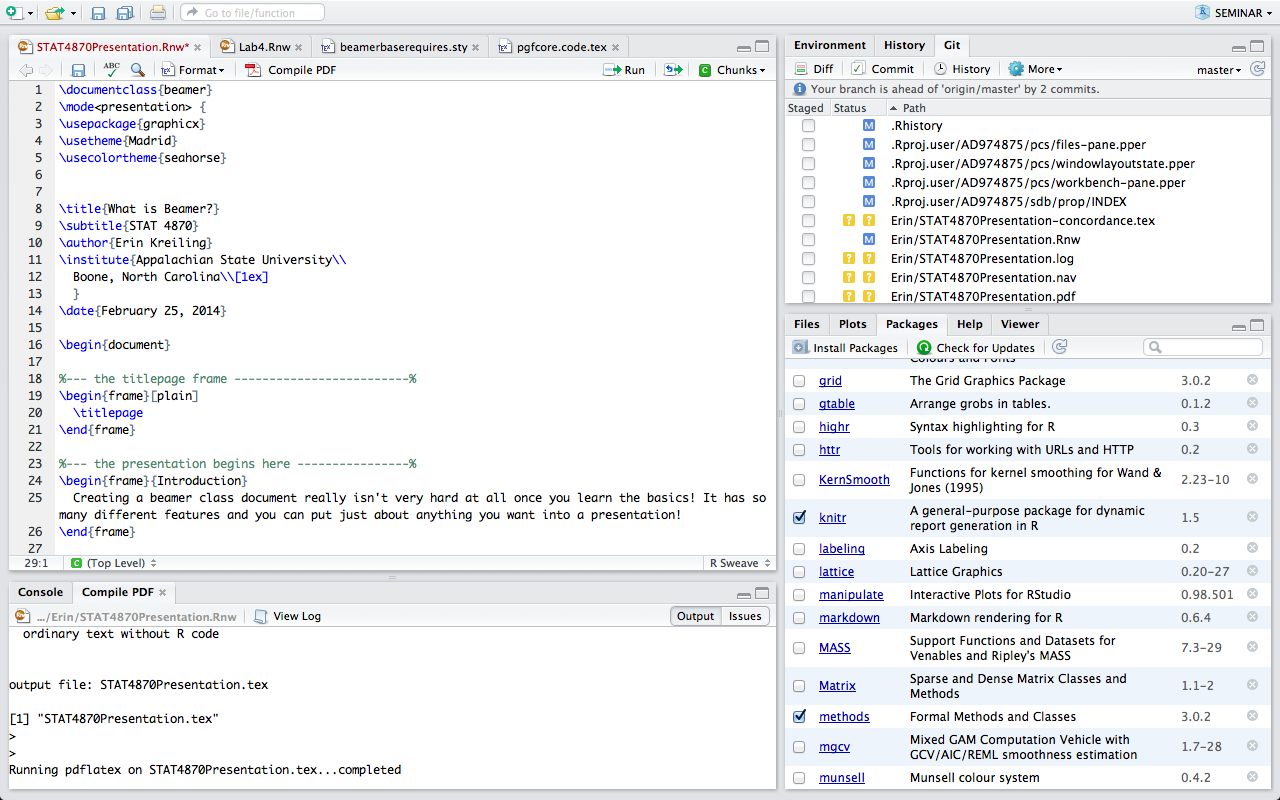 Go to file/function
SEMINAR
STAT4870Presentation.Rnw*
Lab4.Rnw
beamerbaserequires.sty
pgfcore.code.tex
ABC
Format
Compile PDF
Run
Chunks
1 \documentclass{beamer}
2 \mode<presentation> {
3 \usepackage{graphicx}
4 \usetheme{Madrid}
5 \usecolortheme{seahorse}
6
7
8 \title{What is Beamer?}
9 \subtitle{STAT 4870}
10 \author{Erin Kreiling}
11 \institute{Appalachian State University\\
12 Boone, North Carolina\\[1ex]
13 }
14 \date{February 25, 2014}
15
16 \begin{document}
17
18 %--- the titlepage frame -------------------------%
19 \begin{frame}[plain]
20 \titlepage
21 \end{frame}
22
23 %--- the presentation begins here ----------------%
24 \begin{frame}{Introduction}
25 Creating a beamer class document really isn't very hard at all once you learn the basics! It has so
many different features and you can put just about anything you want into a presentation!
26 \end{frame}
27
29:1
(Top Level)
R Sweave
Console
Compile PDF
.../Erin/STAT4870Presentation.Rnw
View Log
Output
Issues
ordinary text without R code
output file: STAT4870Presentation.tex
[1] "STAT4870Presentation.tex"
>
>
Running pdflatex on STAT4870Presentation.tex...completed
Environment
History
Git
Diff
Commit
History
More
master
Your branch is ahead of 'origin/master' by 2 commits.
Staged Status Path
M .Rhistory
M .Rproj.user/AD974875/pcs/files-pane.pper
M .Rproj.user/AD974875/pcs/windowlayoutstate.pper
M .Rproj.user/AD974875/pcs/workbench-pane.pper
M .Rproj.user/AD974875/sdb/prop/INDEX
? ? Erin/STAT4870Presentation-concordance.tex
M Erin/STAT4870Presentation.Rnw
? ? Erin/STAT4870Presentation.log
? ? Erin/STAT4870Presentation.nav
? ? Erin/STAT4870Presentation.pdf
Files
Plots
Packages
Help
Viewer
Install Packages
Check for Updates
Colours and Fonts
grid The Grid Graphics Package 3.0.2
gtable Arrange grobs in tables. 0.1.2
highr Syntax highlighting for R 0.3
httr Tools for working with URLs and HTTP 0.2
KernSmooth Functions for kernel smoothing for Wand & 2.23-10
Jones (1995)
knitr A general-purpose package for dynamic 1.5
report generation in R
labeling Axis Labeling 0.2
lattice Lattice Graphics 0.20-27
manipulate Interactive Plots for RStudio 0.98.501
markdown Markdown rendering for R 0.6.4
MASS Support Functions and Datasets for 7.3-29
Venables and Ripley's MASS
Matrix Sparse and Dense Matrix Classes and 1.1-2
Methods
methods Formal Methods and Classes 3.0.2
mgcv Mixed GAM Computation Vehicle with 1.7-28
GCV/AIC/REML smoothness estimation
munsell Munsell colour system 0.4.2